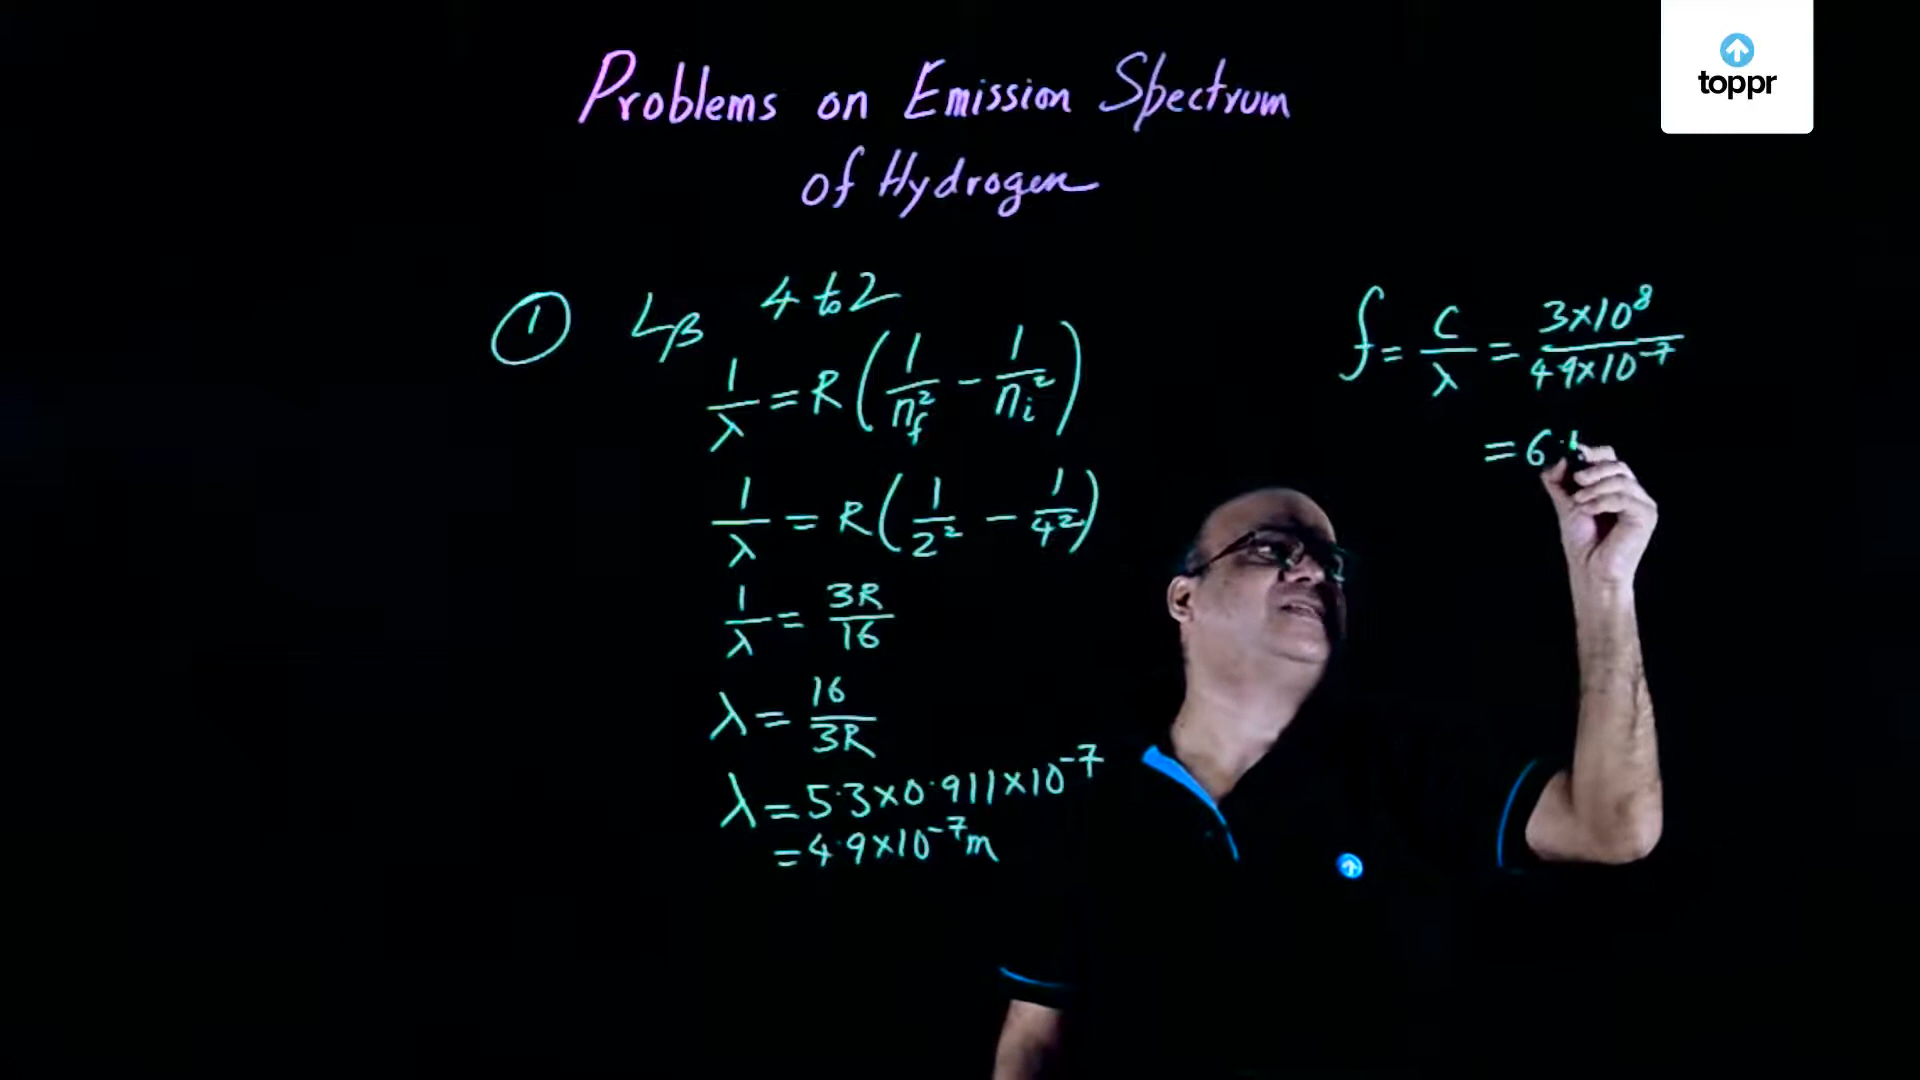 toppr
Problems on Emission Spectrum
of Hydrogen
① Lβ 4 to 2
1/λ = R(1/n_f² − 1/n_i²)
1/λ = R(1/2² − 1/4²)
1/λ = 3R/16
λ = 16/3R
λ = 5.3×0.911×10⁻⁷
= 4.9×10⁻⁷m
f = c/λ = 3×10⁸/4.9×10⁻⁷
= 6.